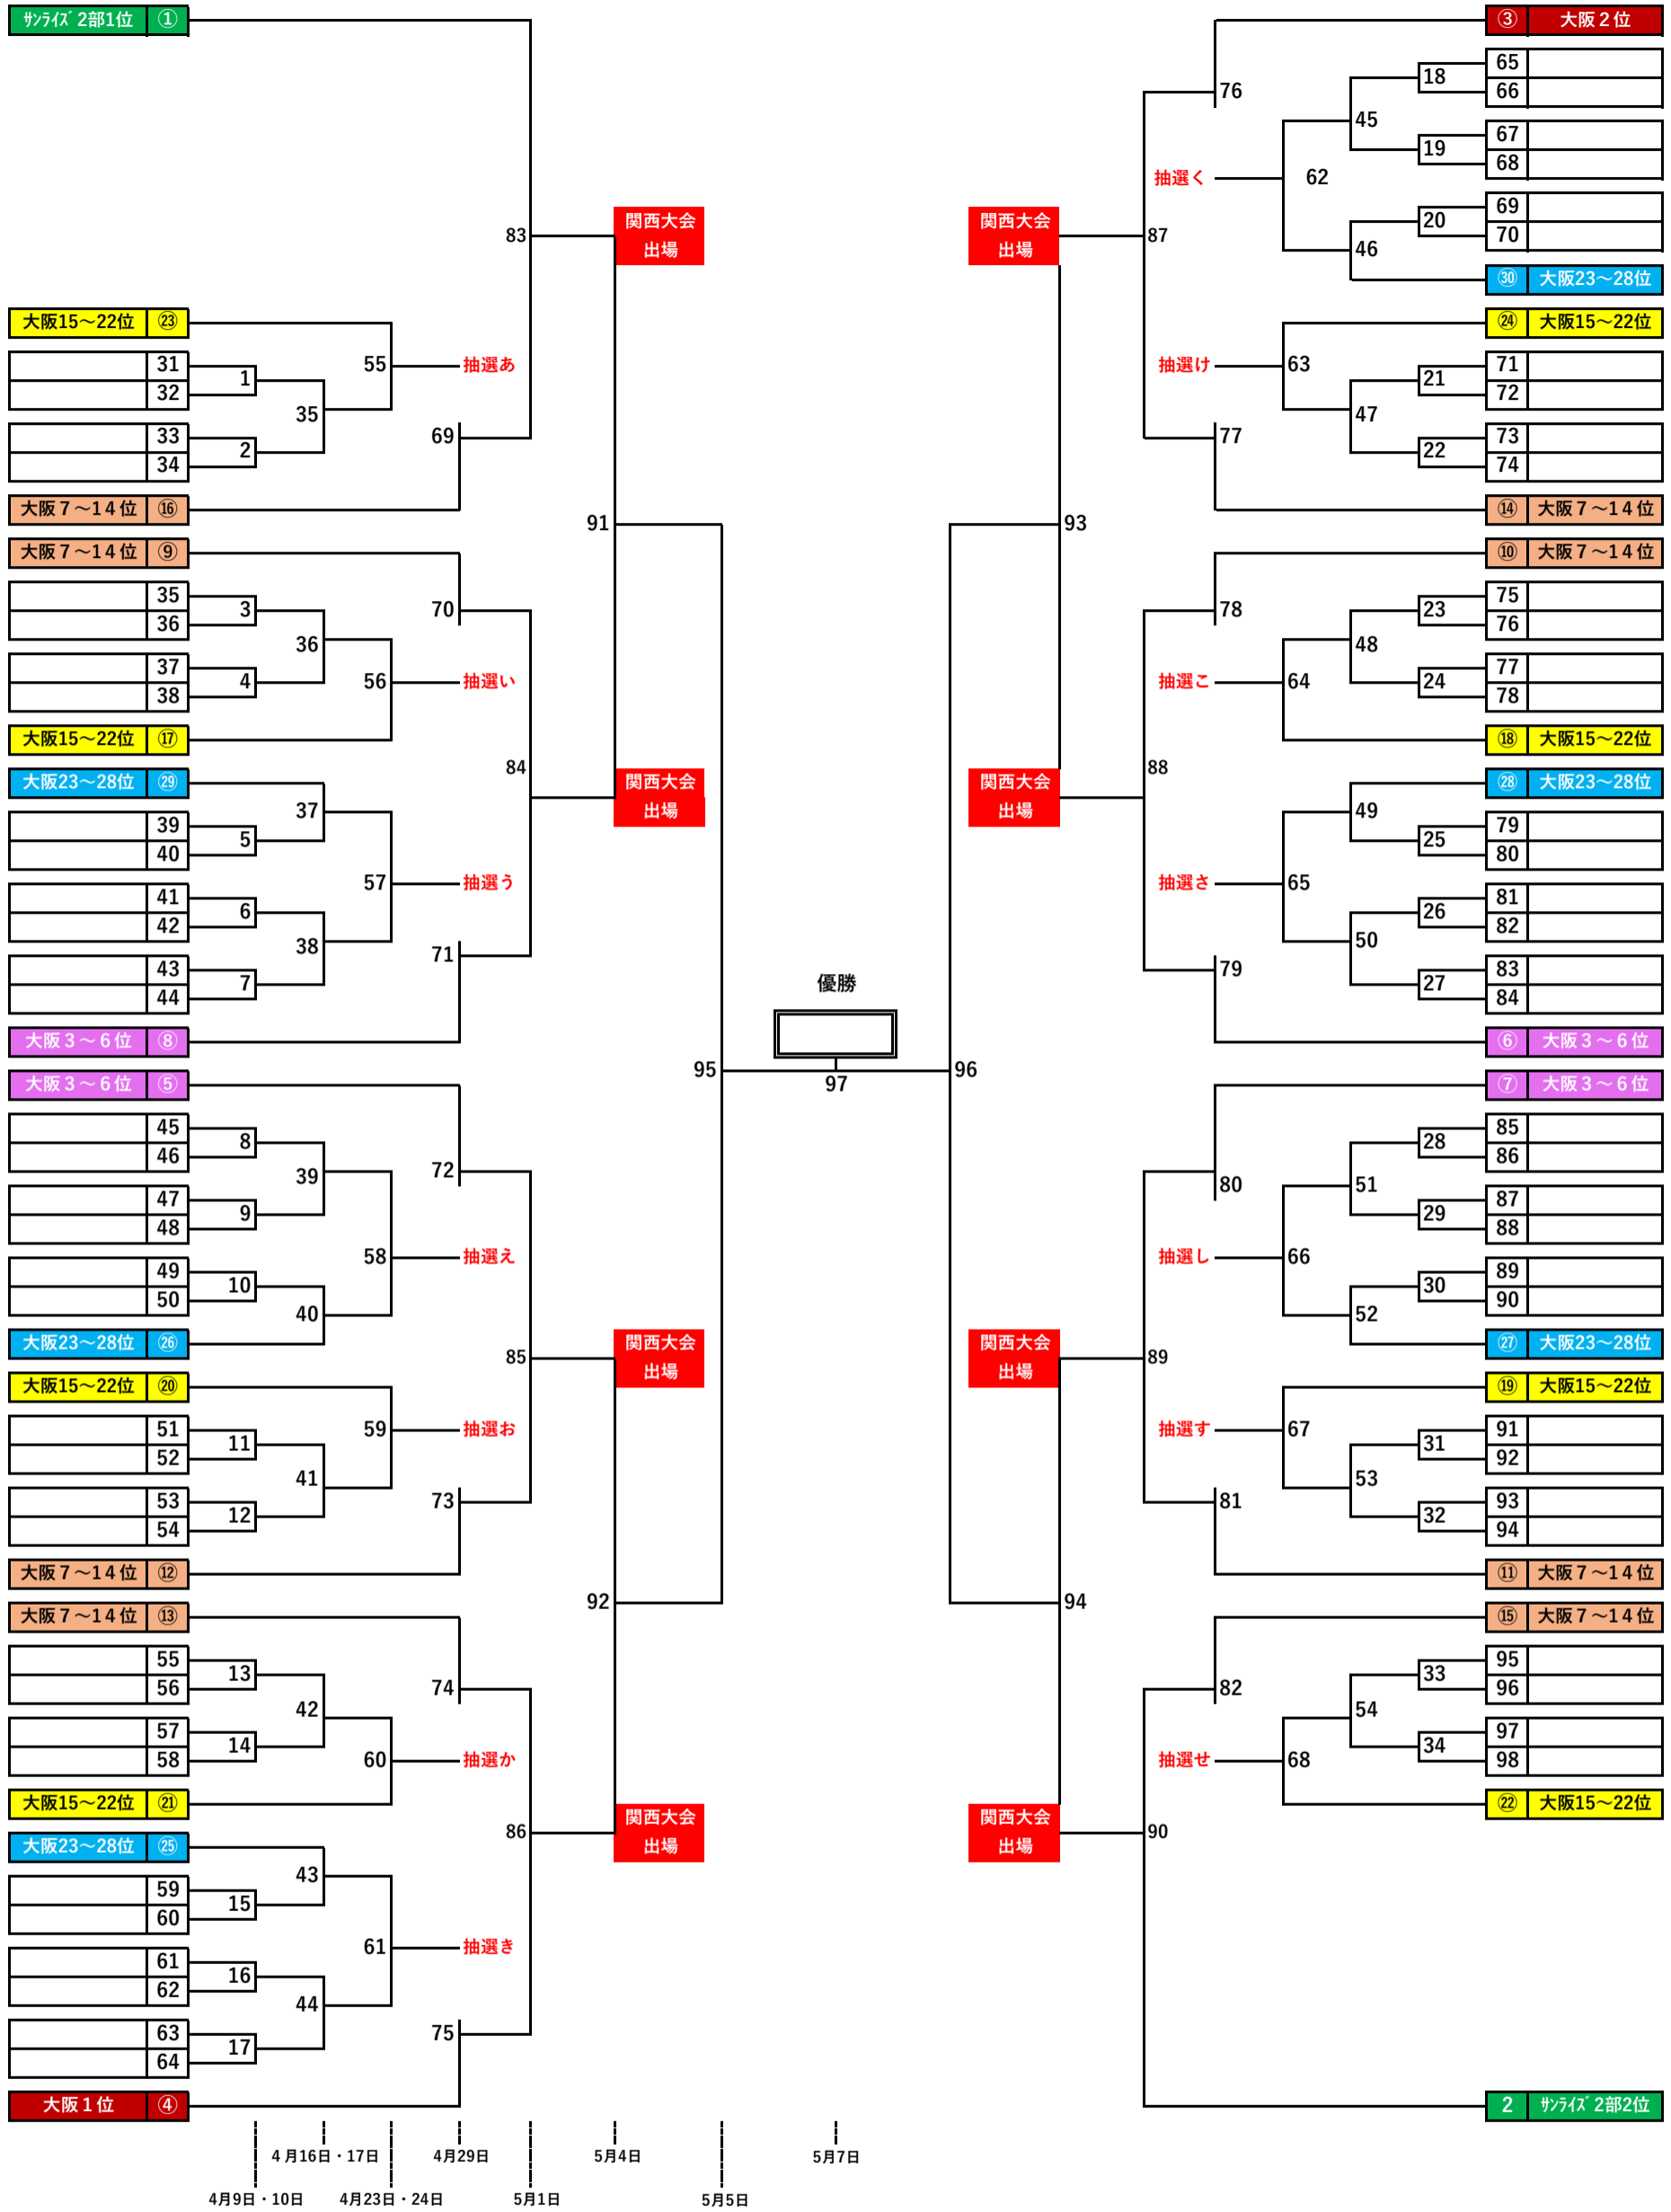 ｻﾝﾗｲｽﾞ2部1位 ①
大阪15～22位 ㉓
31
32
33
34
大阪７～1４位 ⑯
大阪７～1４位 ⑨
35
36
37
38
大阪15～22位 ⑰
大阪23～28位 ㉙
39
40
41
42
43
44
大阪３～６位 ⑧
大阪３～６位 ⑤
45
46
47
48
49
50
大阪23～28位 ㉖
大阪15～22位 ⑳
51
52
53
54
大阪７～1４位 ⑫
大阪７～1４位 ⑬
55
56
57
58
大阪15～22位 ㉑
大阪23～28位 ㉕
59
60
61
62
63
64
大阪１位 ④
1
2
3
4
5
6
7
8
9
10
11
12
13
14
15
16
17
35
36
37
38
39
40
41
42
43
44
55
56
57
58
59
60
61
抽選あ
抽選い
抽選う
抽選え
抽選お
抽選か
抽選き
69
70
71
72
73
74
75
83
84
85
86
関西大会
出場
関西大会
出場
関西大会
出場
関西大会
出場
91
92
95
優勝
97
96
93
94
関西大会
出場
関西大会
出場
関西大会
出場
関西大会
出場
87
88
89
90
76
77
78
79
80
81
82
抽選く
抽選け
抽選こ
抽選さ
抽選し
抽選す
抽選せ
62
63
64
65
66
67
68
45
46
47
48
49
50
51
52
53
54
18
19
20
21
22
23
24
25
26
27
28
29
30
31
32
33
34
③ 大阪２位
65
66
67
68
69
70
㉚ 大阪23～28位
㉔ 大阪15～22位
71
72
73
74
⑭ 大阪７～1４位
⑩ 大阪７～1４位
75
76
77
78
⑱ 大阪15～22位
㉘ 大阪23～28位
79
80
81
82
83
84
⑥ 大阪３～６位
⑦ 大阪３～６位
85
86
87
88
89
90
㉗ 大阪23～28位
⑲ 大阪15～22位
91
92
93
94
⑪ 大阪７～1４位
⑮ 大阪７～1４位
95
96
97
98
㉒ 大阪15～22位
2 ｻﾝﾗｲｽﾞ2部2位
４月16日・17日 4月29日 5月4日 5月7日
4月9日・10日 4月23日・24日 5月1日 5月5日